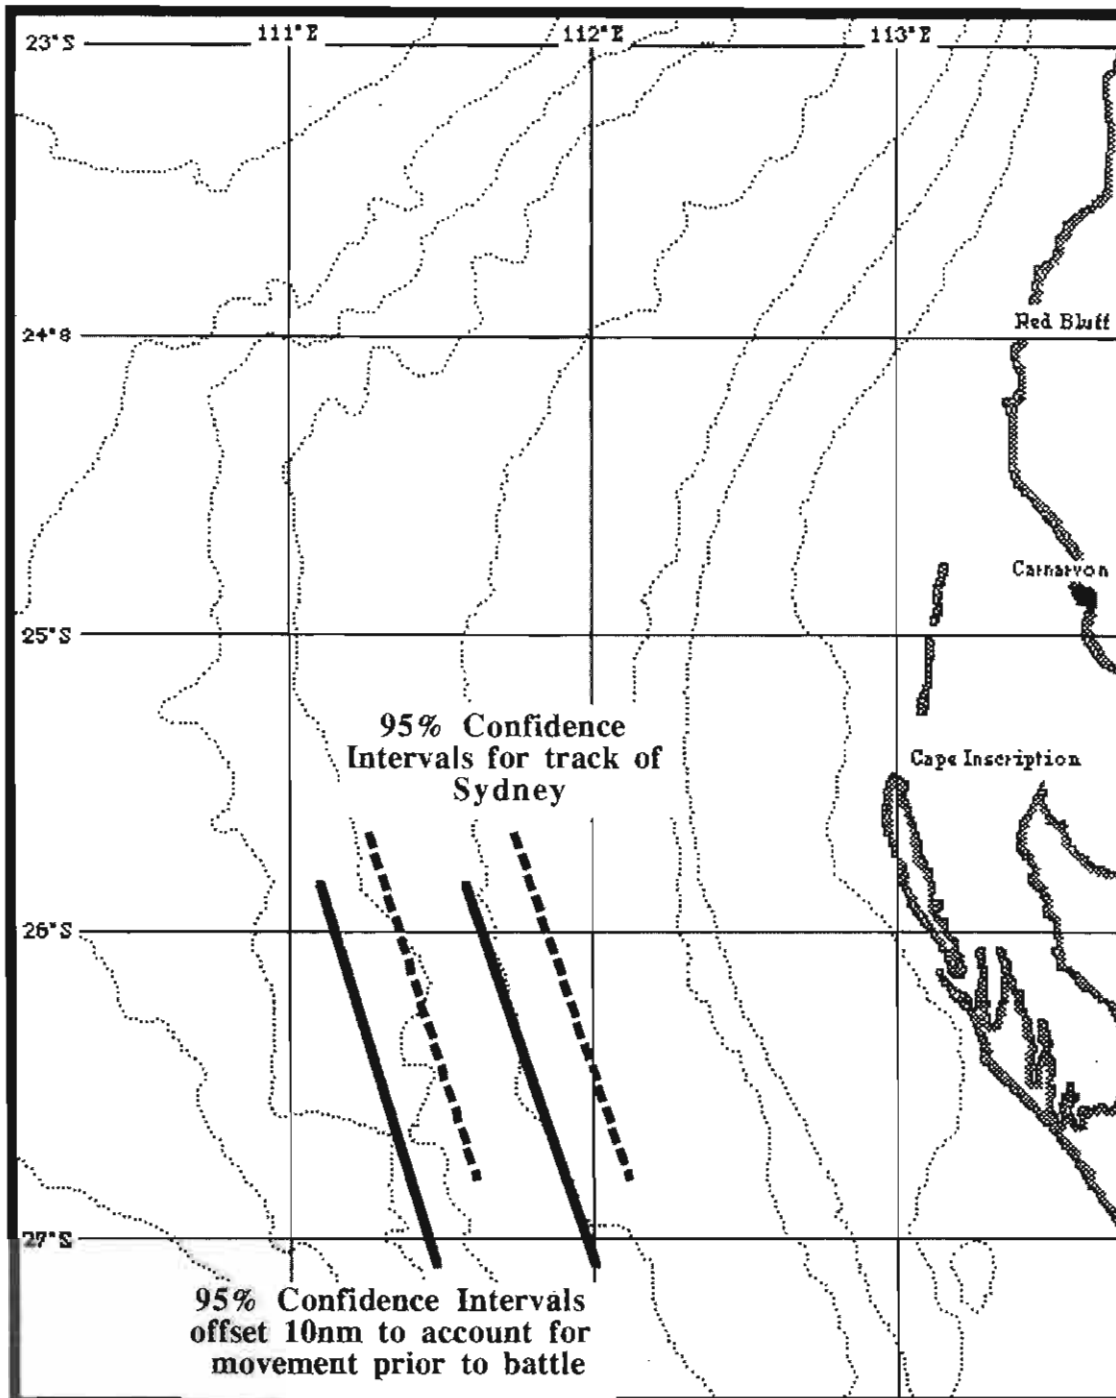 111°E 112°E 113°E
23°S
24°S
Red Bluff
Carnarvon
25°S
95% Confidence
Intervals for track of
Sydney
Cape Inscription
26°S
27°S
95% Confidence Intervals
offset 10nm to account for
movement prior to battle